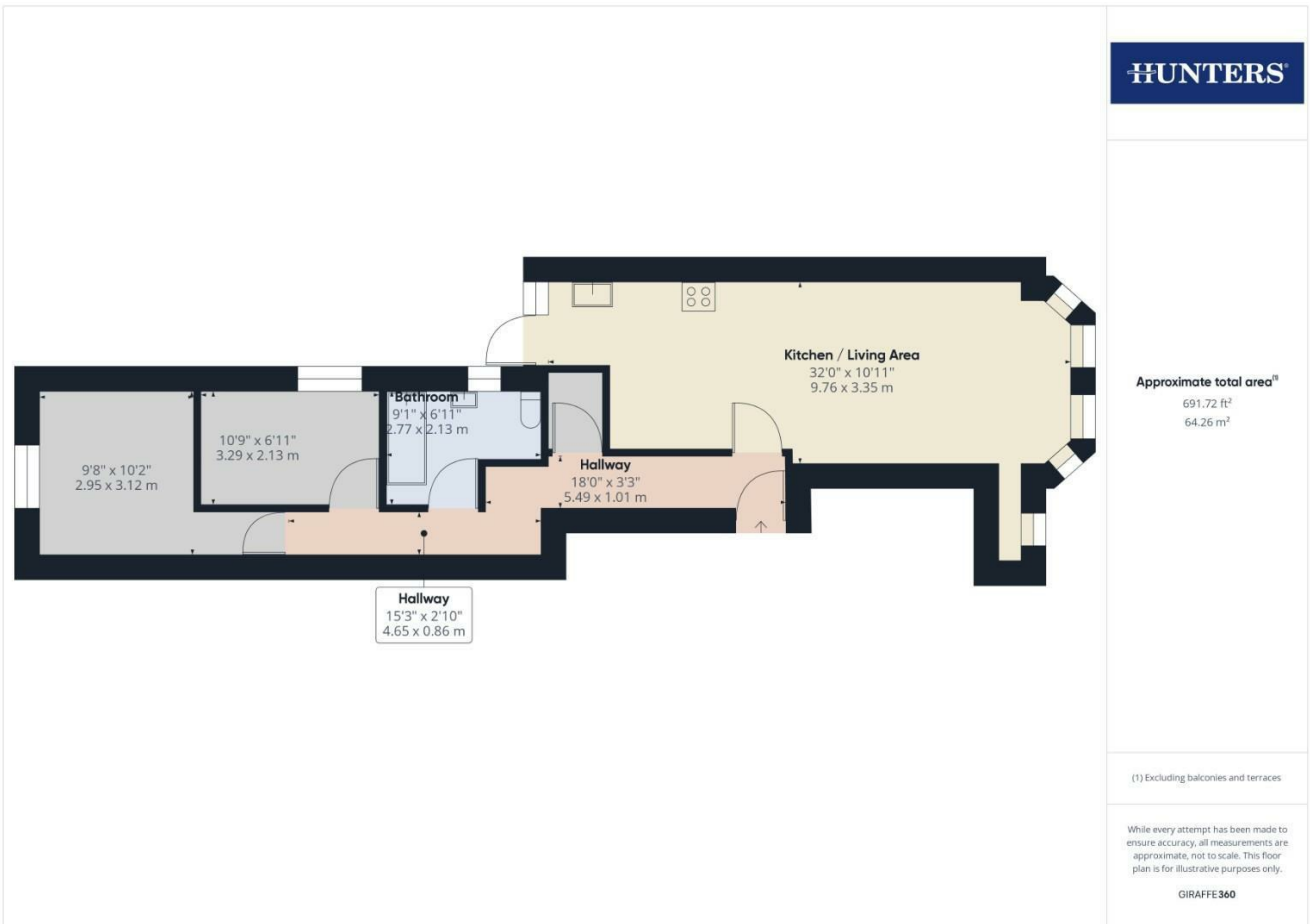 HUNTERS®
Kitchen / Living Area
32'0" x 10'11"
9.76 x 3.35 m
Bathroom
9'1" x 6'11"
2.77 x 2.13 m
10'9" x 6'11"
3.29 x 2.13 m
9'8" x 10'2"
2.95 x 3.12 m
Hallway
18'0" x 3'3"
5.49 x 1.01 m
Hallway
15'3" x 2'10"
4.65 x 0.86 m
Approximate total area(1)
691.72 ft²
64.26 m²
(1) Excluding balconies and terraces
While every attempt has been made to
ensure accuracy, all measurements are
approximate, not to scale. This floor
plan is for illustrative purposes only.
GIRAFFE360